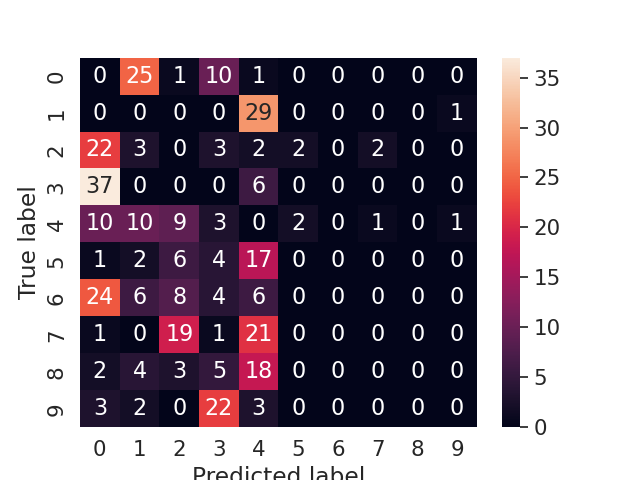 0 0 25 1 10 1 0 0 0 0 0
1 0 0 0 0 29 0 0 0 0 1
2 22 3 0 3 2 2 0 2 0 0
3 37 0 0 0 6 0 0 0 0 0
4 10 10 9 3 0 2 0 1 0 1
5 1 2 6 4 17 0 0 0 0 0
6 24 6 8 4 6 0 0 0 0 0
7 1 0 19 1 21 0 0 0 0 0
8 2 4 3 5 18 0 0 0 0 0
9 3 2 0 22 3 0 0 0 0 0
0 1 2 3 4 5 6 7 8 9
True label
Predicted label
35
30
25
20
15
10
5
0